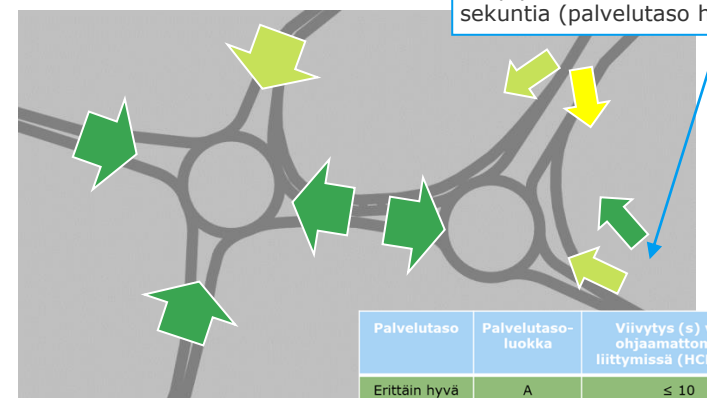 sekuntia (palvelutaso h
Palvelutaso
Palvelutaso-
luokka
Viivytys (s)
ohjaamatton
liittymissä (HC
Erittäin hyvä
A
≤ 10